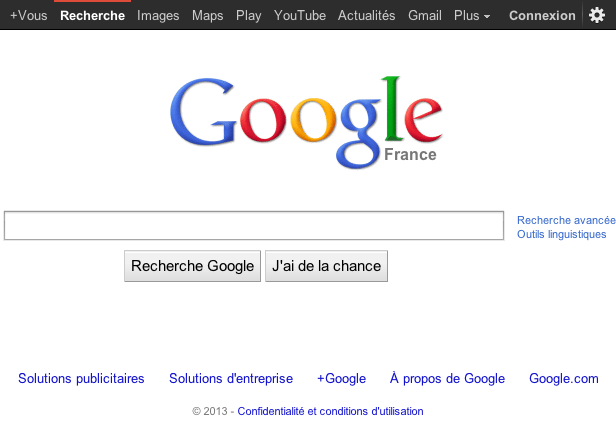 +Vous Recherche Images Maps Play YouTube Actualités Gmail Plus Connexion
Google
France
Recherche avancée
Outils linguistiques
Recherche Google J'ai de la chance
Solutions publicitaires Solutions d'entreprise +Google À propos de Google Google.com
© 2013 - Confidentialité et conditions d'utilisation